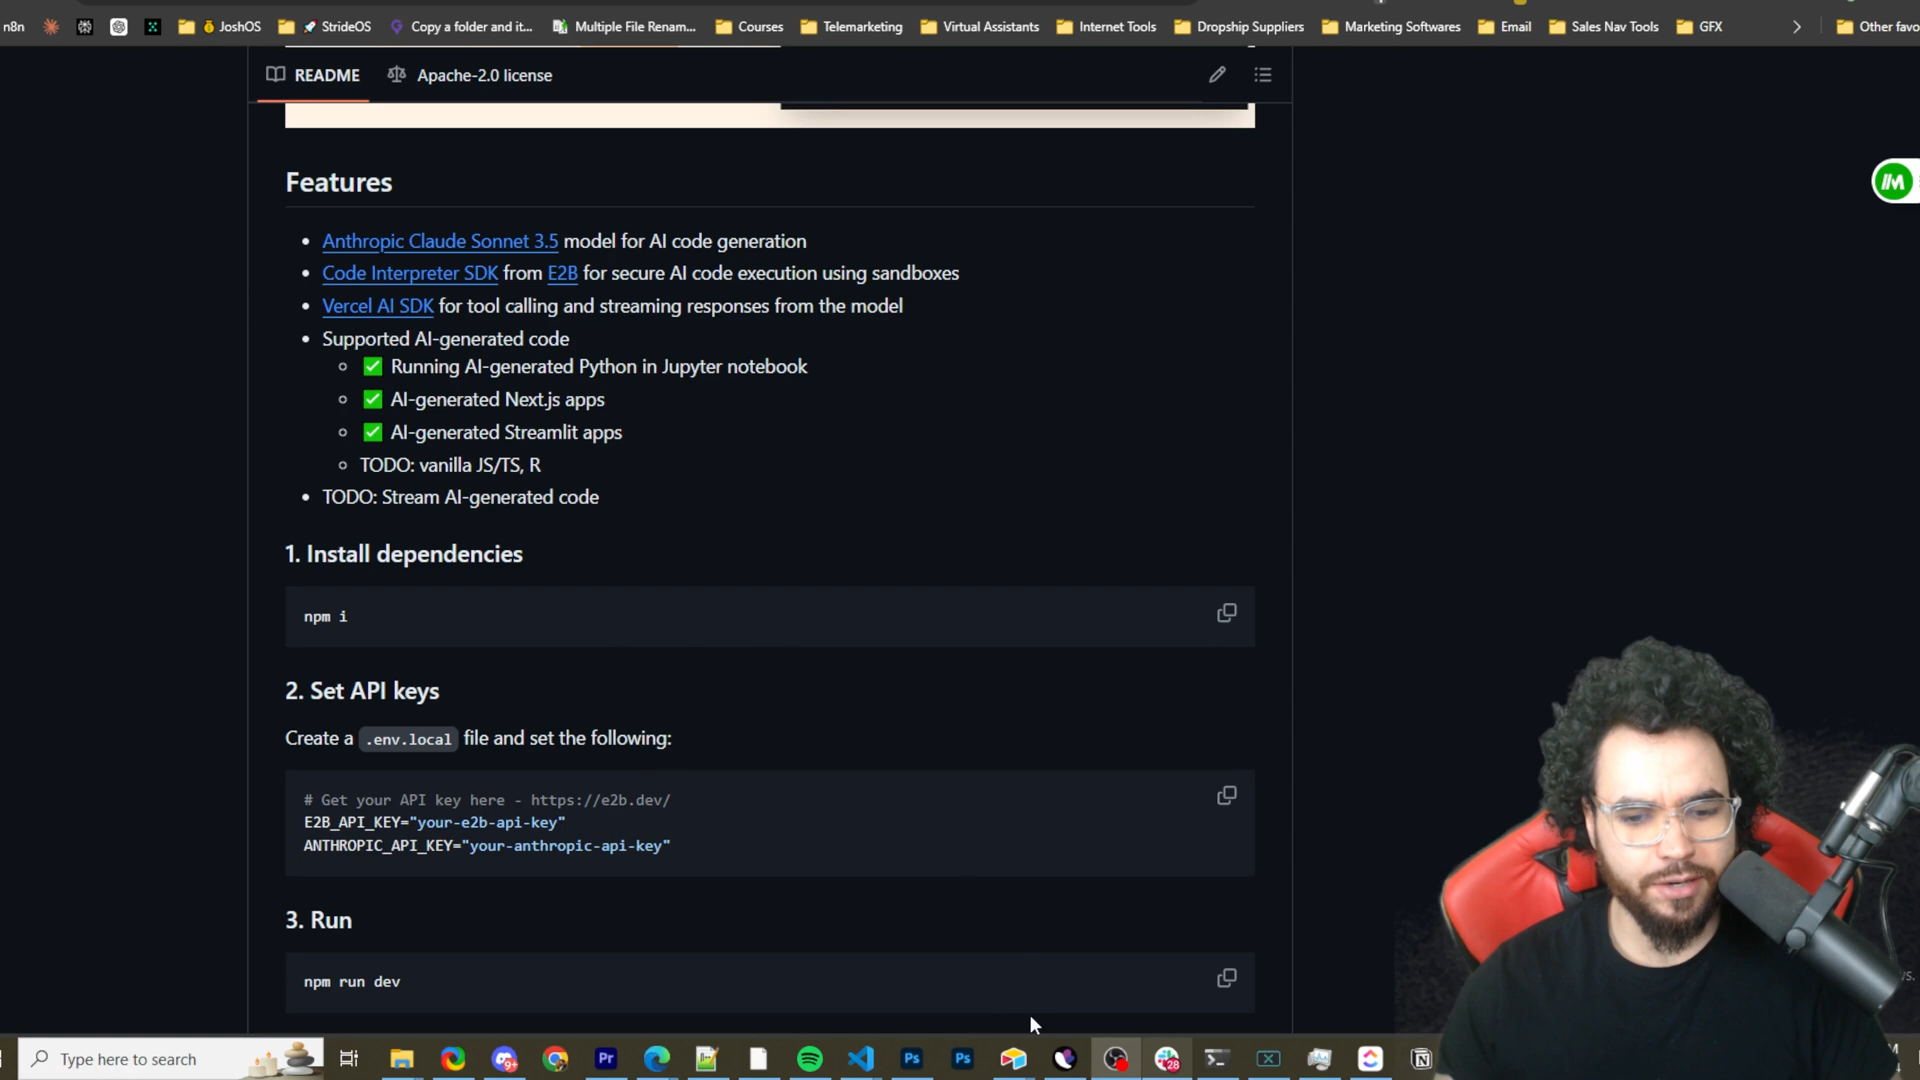 n8n JoshOS StrideOS Copy a folder and it... Multiple File Renam... Courses Telemarketing Virtual Assistants Internet Tools Dropship Suppliers Marketing Softwares Email Sales Nav Tools GFX Other favo
README Apache-2.0 license
Features
Anthropic Claude Sonnet 3.5 model for AI code generation
Code Interpreter SDK from E2B for secure AI code execution using sandboxes
Vercel AI SDK for tool calling and streaming responses from the model
Supported AI-generated code
Running AI-generated Python in Jupyter notebook
AI-generated Next.js apps
AI-generated Streamlit apps
TODO: vanilla JS/TS, R
TODO: Stream AI-generated code
1. Install dependencies
npm i
2. Set API keys
Create a .env.local file and set the following:
# Get your API key here - https://e2b.dev/
E2B_API_KEY="your-e2b-api-key"
ANTHROPIC_API_KEY="your-anthropic-api-key"
3. Run
npm run dev
Type here to search 9+ Pr Ps Ps 28